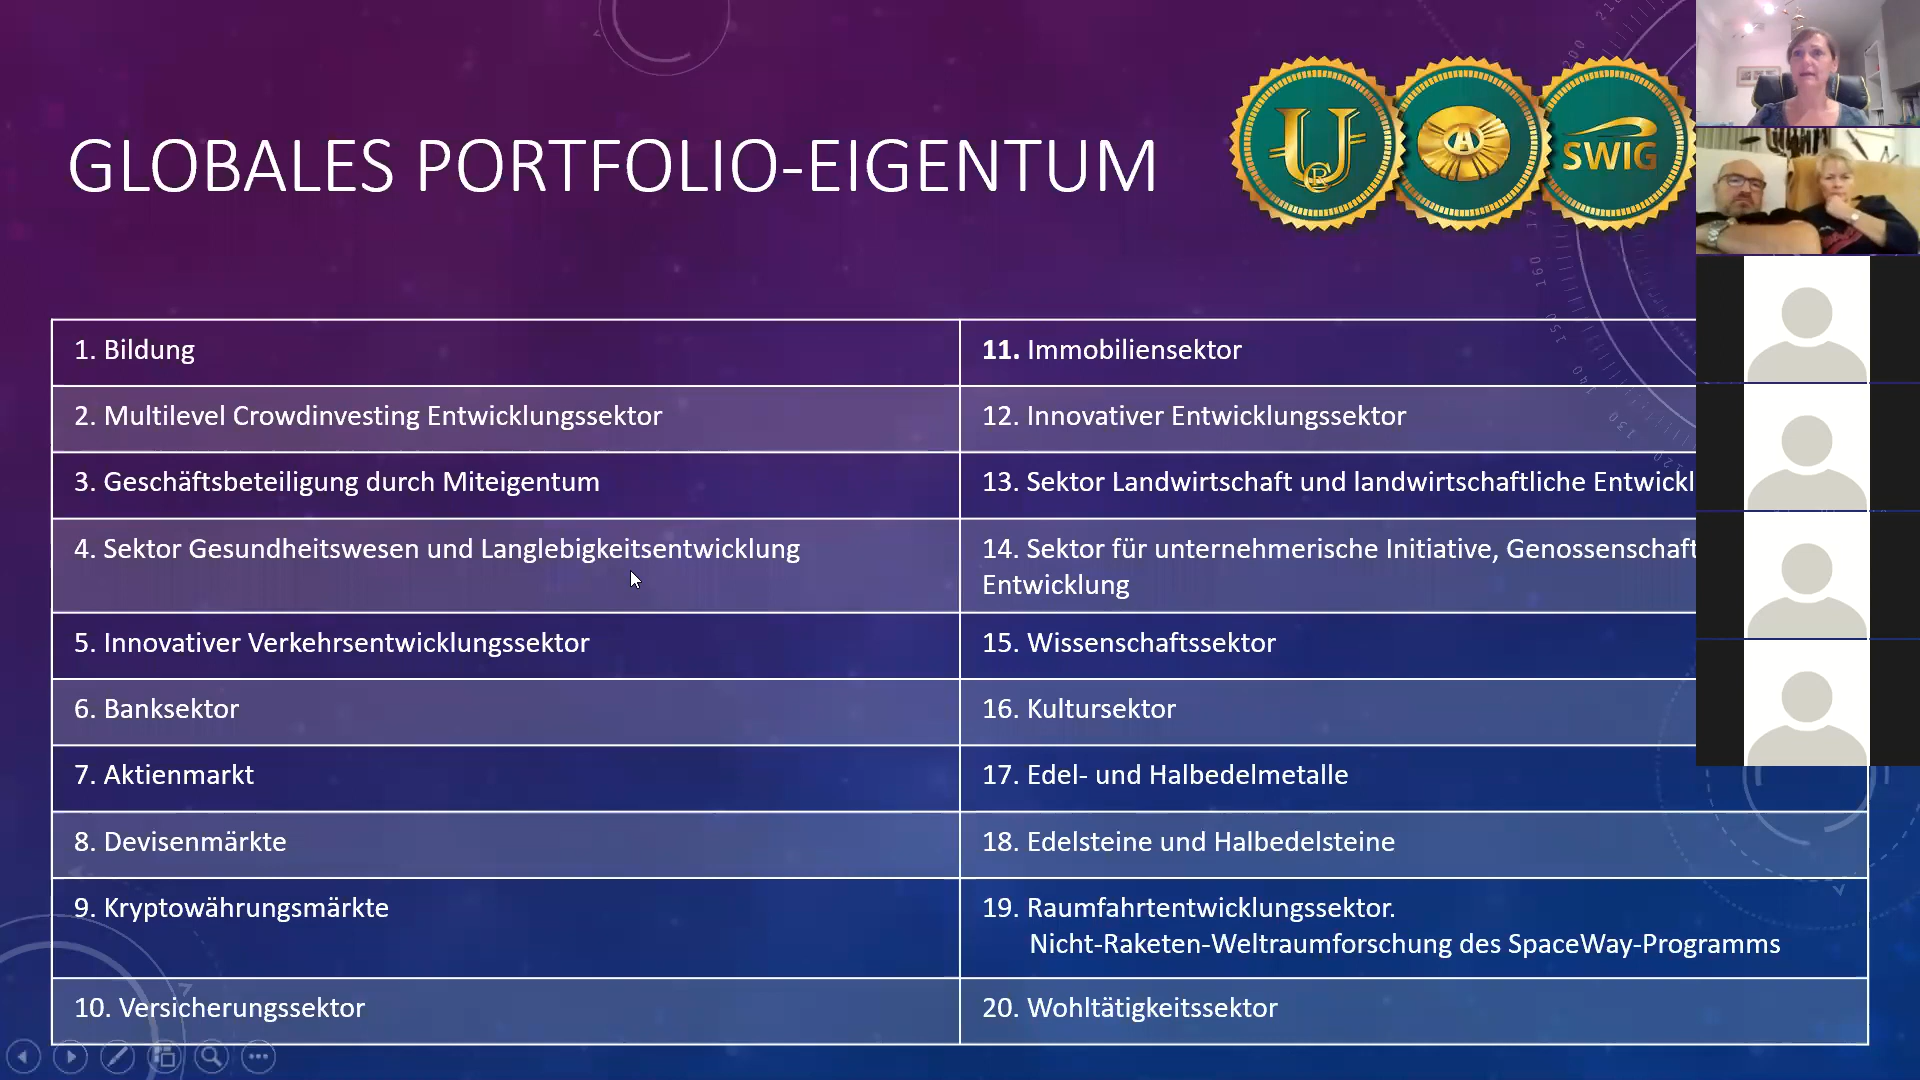 GLOBALES PORTFOLIO-EIGENTUM
SWIG
1. Bildung
11. Immobiliensektor
2. Multilevel Crowdinvesting Entwicklungssektor
12. Innovativer Entwicklungssektor
3. Geschäftsbeteiligung durch Miteigentum
13. Sektor Landwirtschaft und landwirtschaftliche Entwickl
4. Sektor Gesundheitswesen und Langlebigkeitsentwicklung
14. Sektor für unternehmerische Initiative, Genossenschaft
Entwicklung
5. Innovativer Verkehrsentwicklungssektor
15. Wissenschaftssektor
6. Banksektor
16. Kultursektor
7. Aktienmarkt
17. Edel- und Halbedelmetalle
8. Devisenmärkte
18. Edelsteine und Halbedelsteine
9. Kryptowährungsmärkte
19. Raumfahrtentwicklungssektor.
Nicht-Raketen-Weltraumforschung des SpaceWay-Programms
10. Versicherungssektor
20. Wohltätigkeitssektor